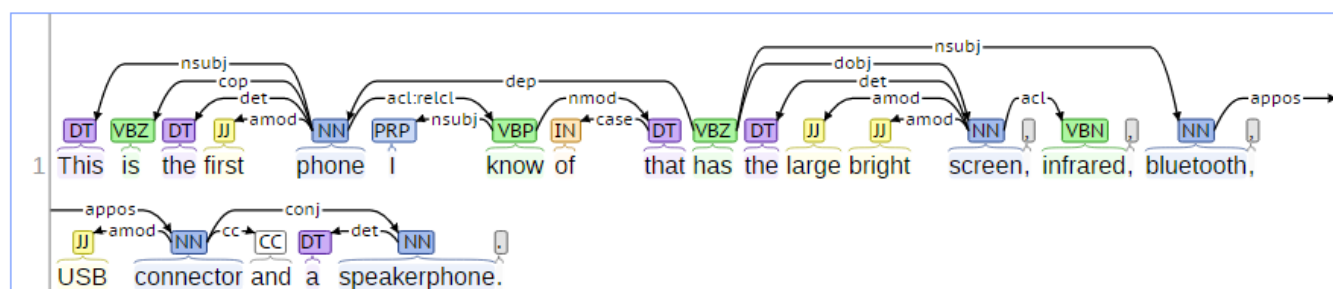 nsubj
nsubj dobj
cop dep det
det acl:relcl nmod amod acl appos
amod nsubj case amod
DT VBZ DT JJ NN PRP VBP IN DT VBZ DT JJ JJ NN , VBN , NN ,
1 This is the first phone I know of that has the large bright screen, infrared, bluetooth,
appos conj
amod cc det
JJ NN CC DT NN .
USB connector and a speakerphone.